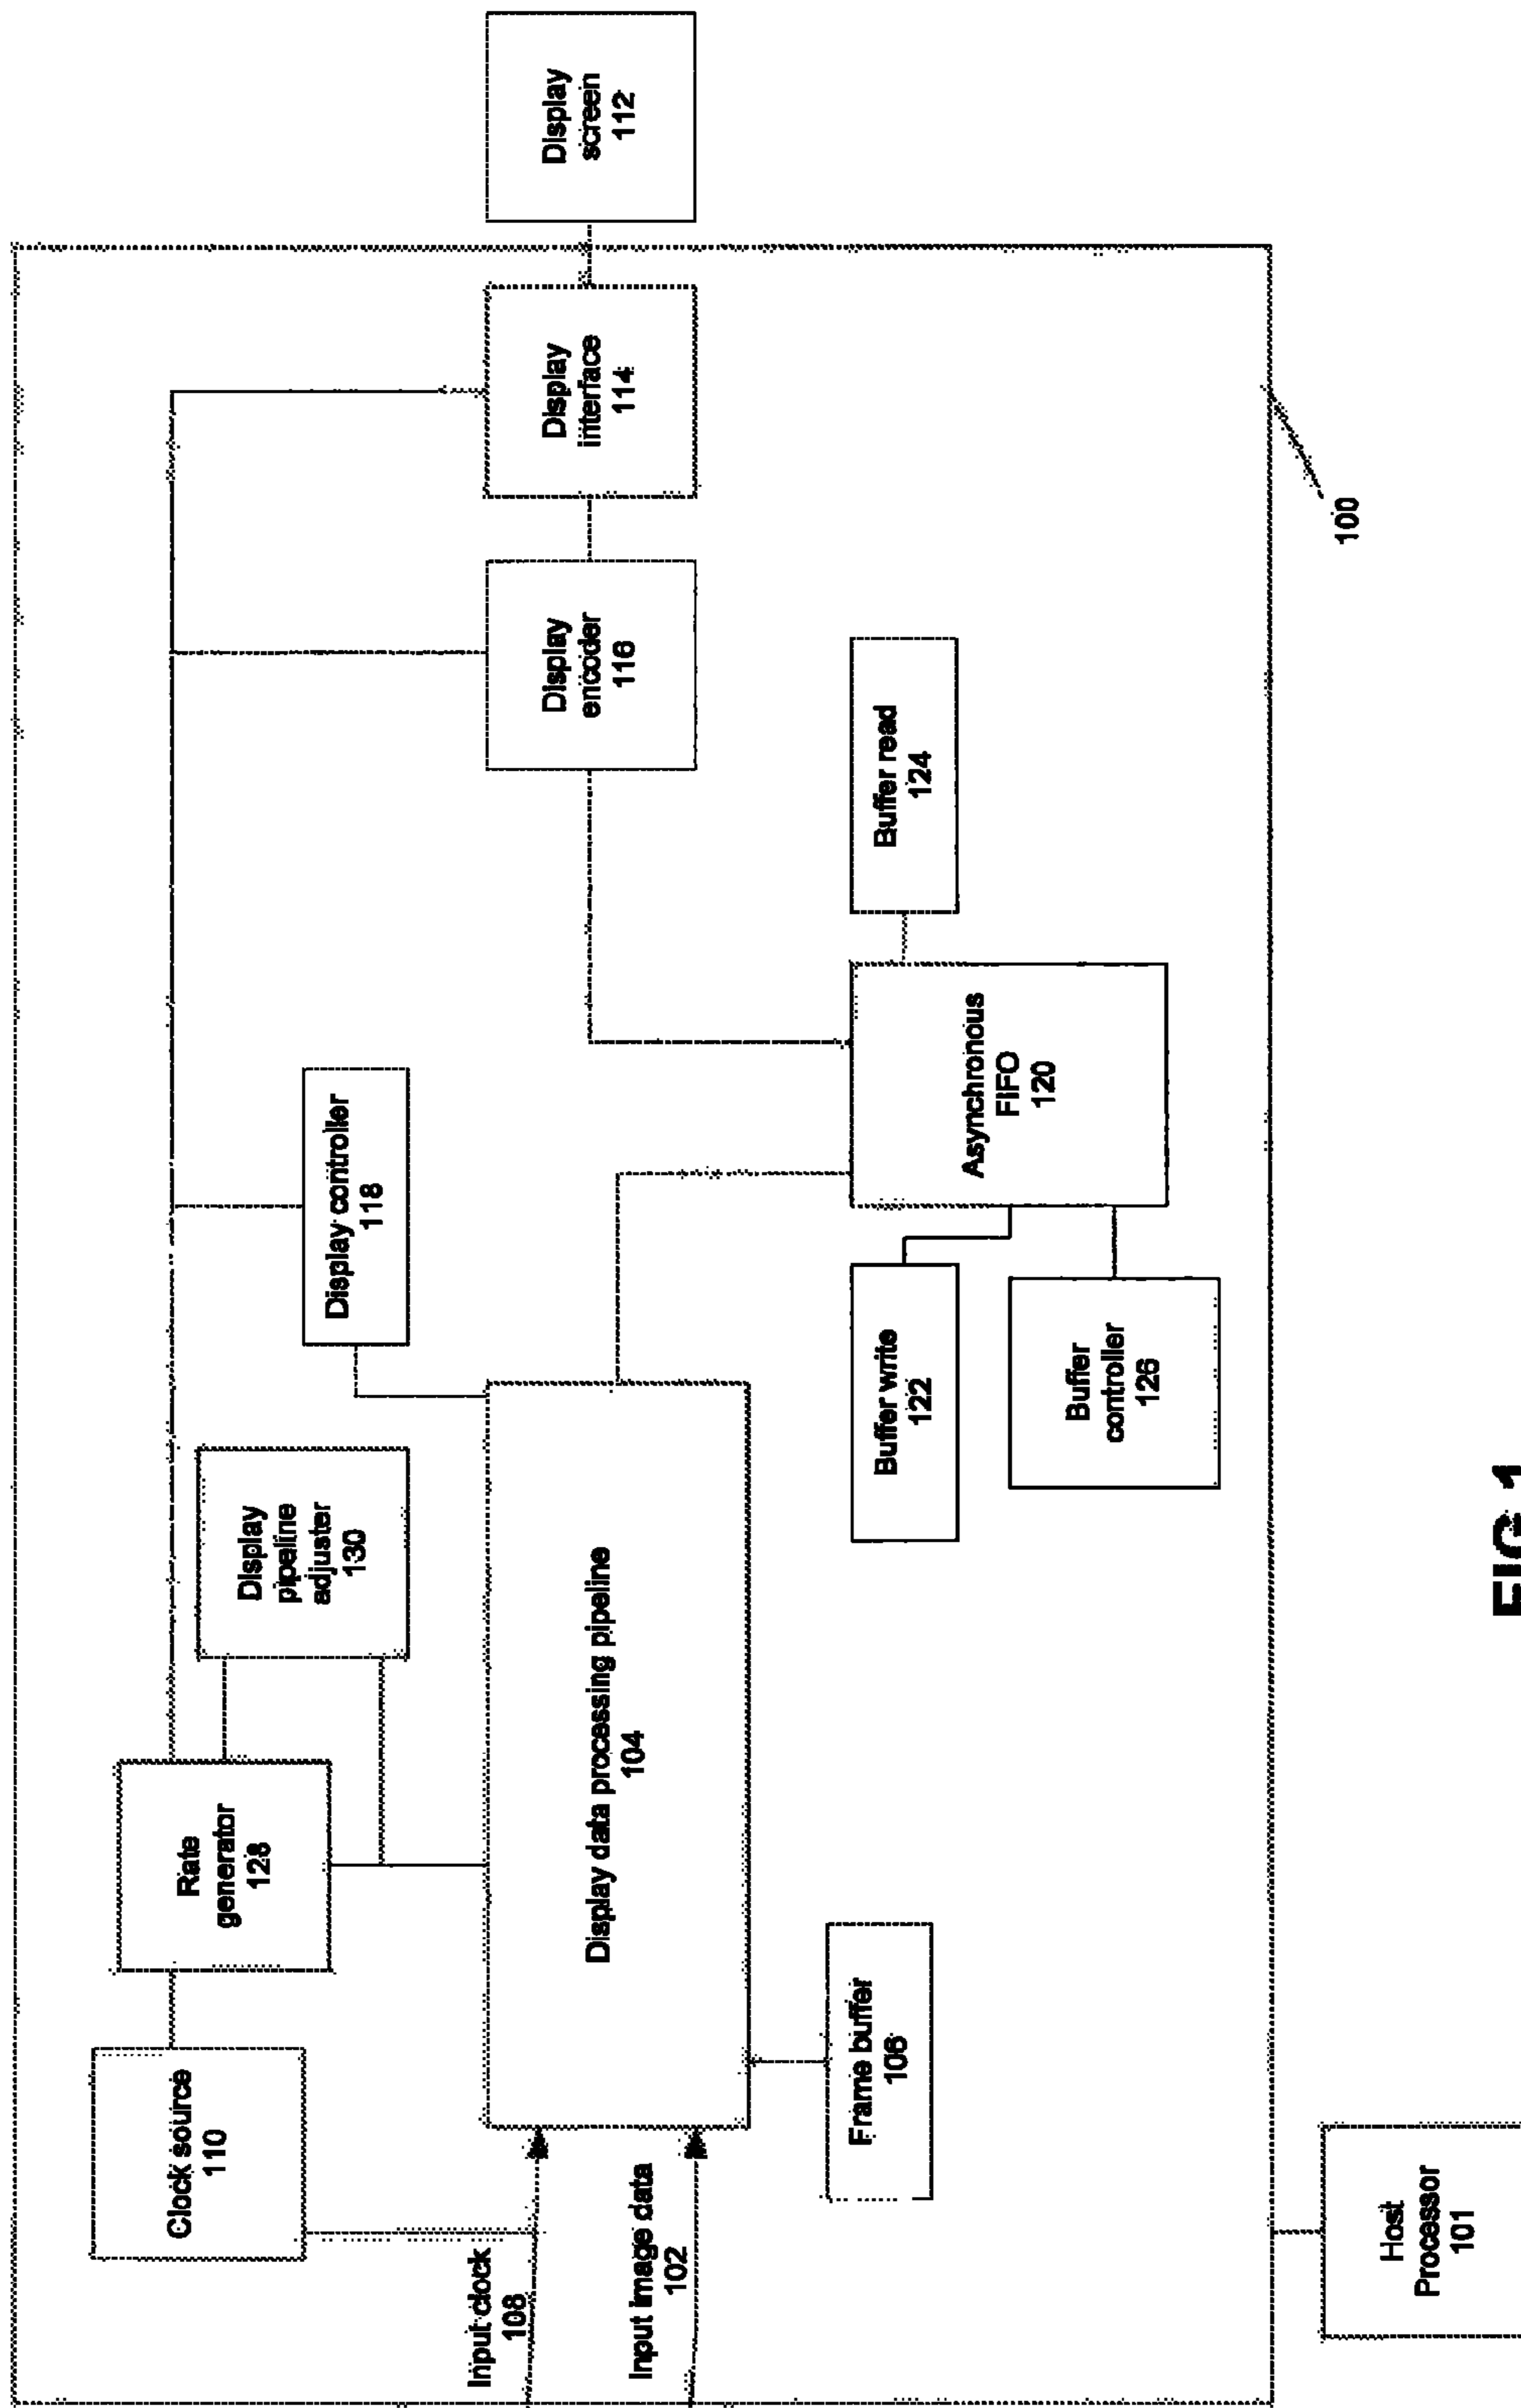 Clock source
110
Rate
generator
128
Display
pipeline
adjuster
130
Display controller
118
Input clock
108
Input image data
102
Display data processing pipeline
104
Display
encoder
116
Display
interface
114
Display
screen
112
Frame buffer
106
Buffer write
122
Asynchronous
FIFO
120
Buffer read
124
Buffer
controller
126
Host
Processor
101
100
FIG 1